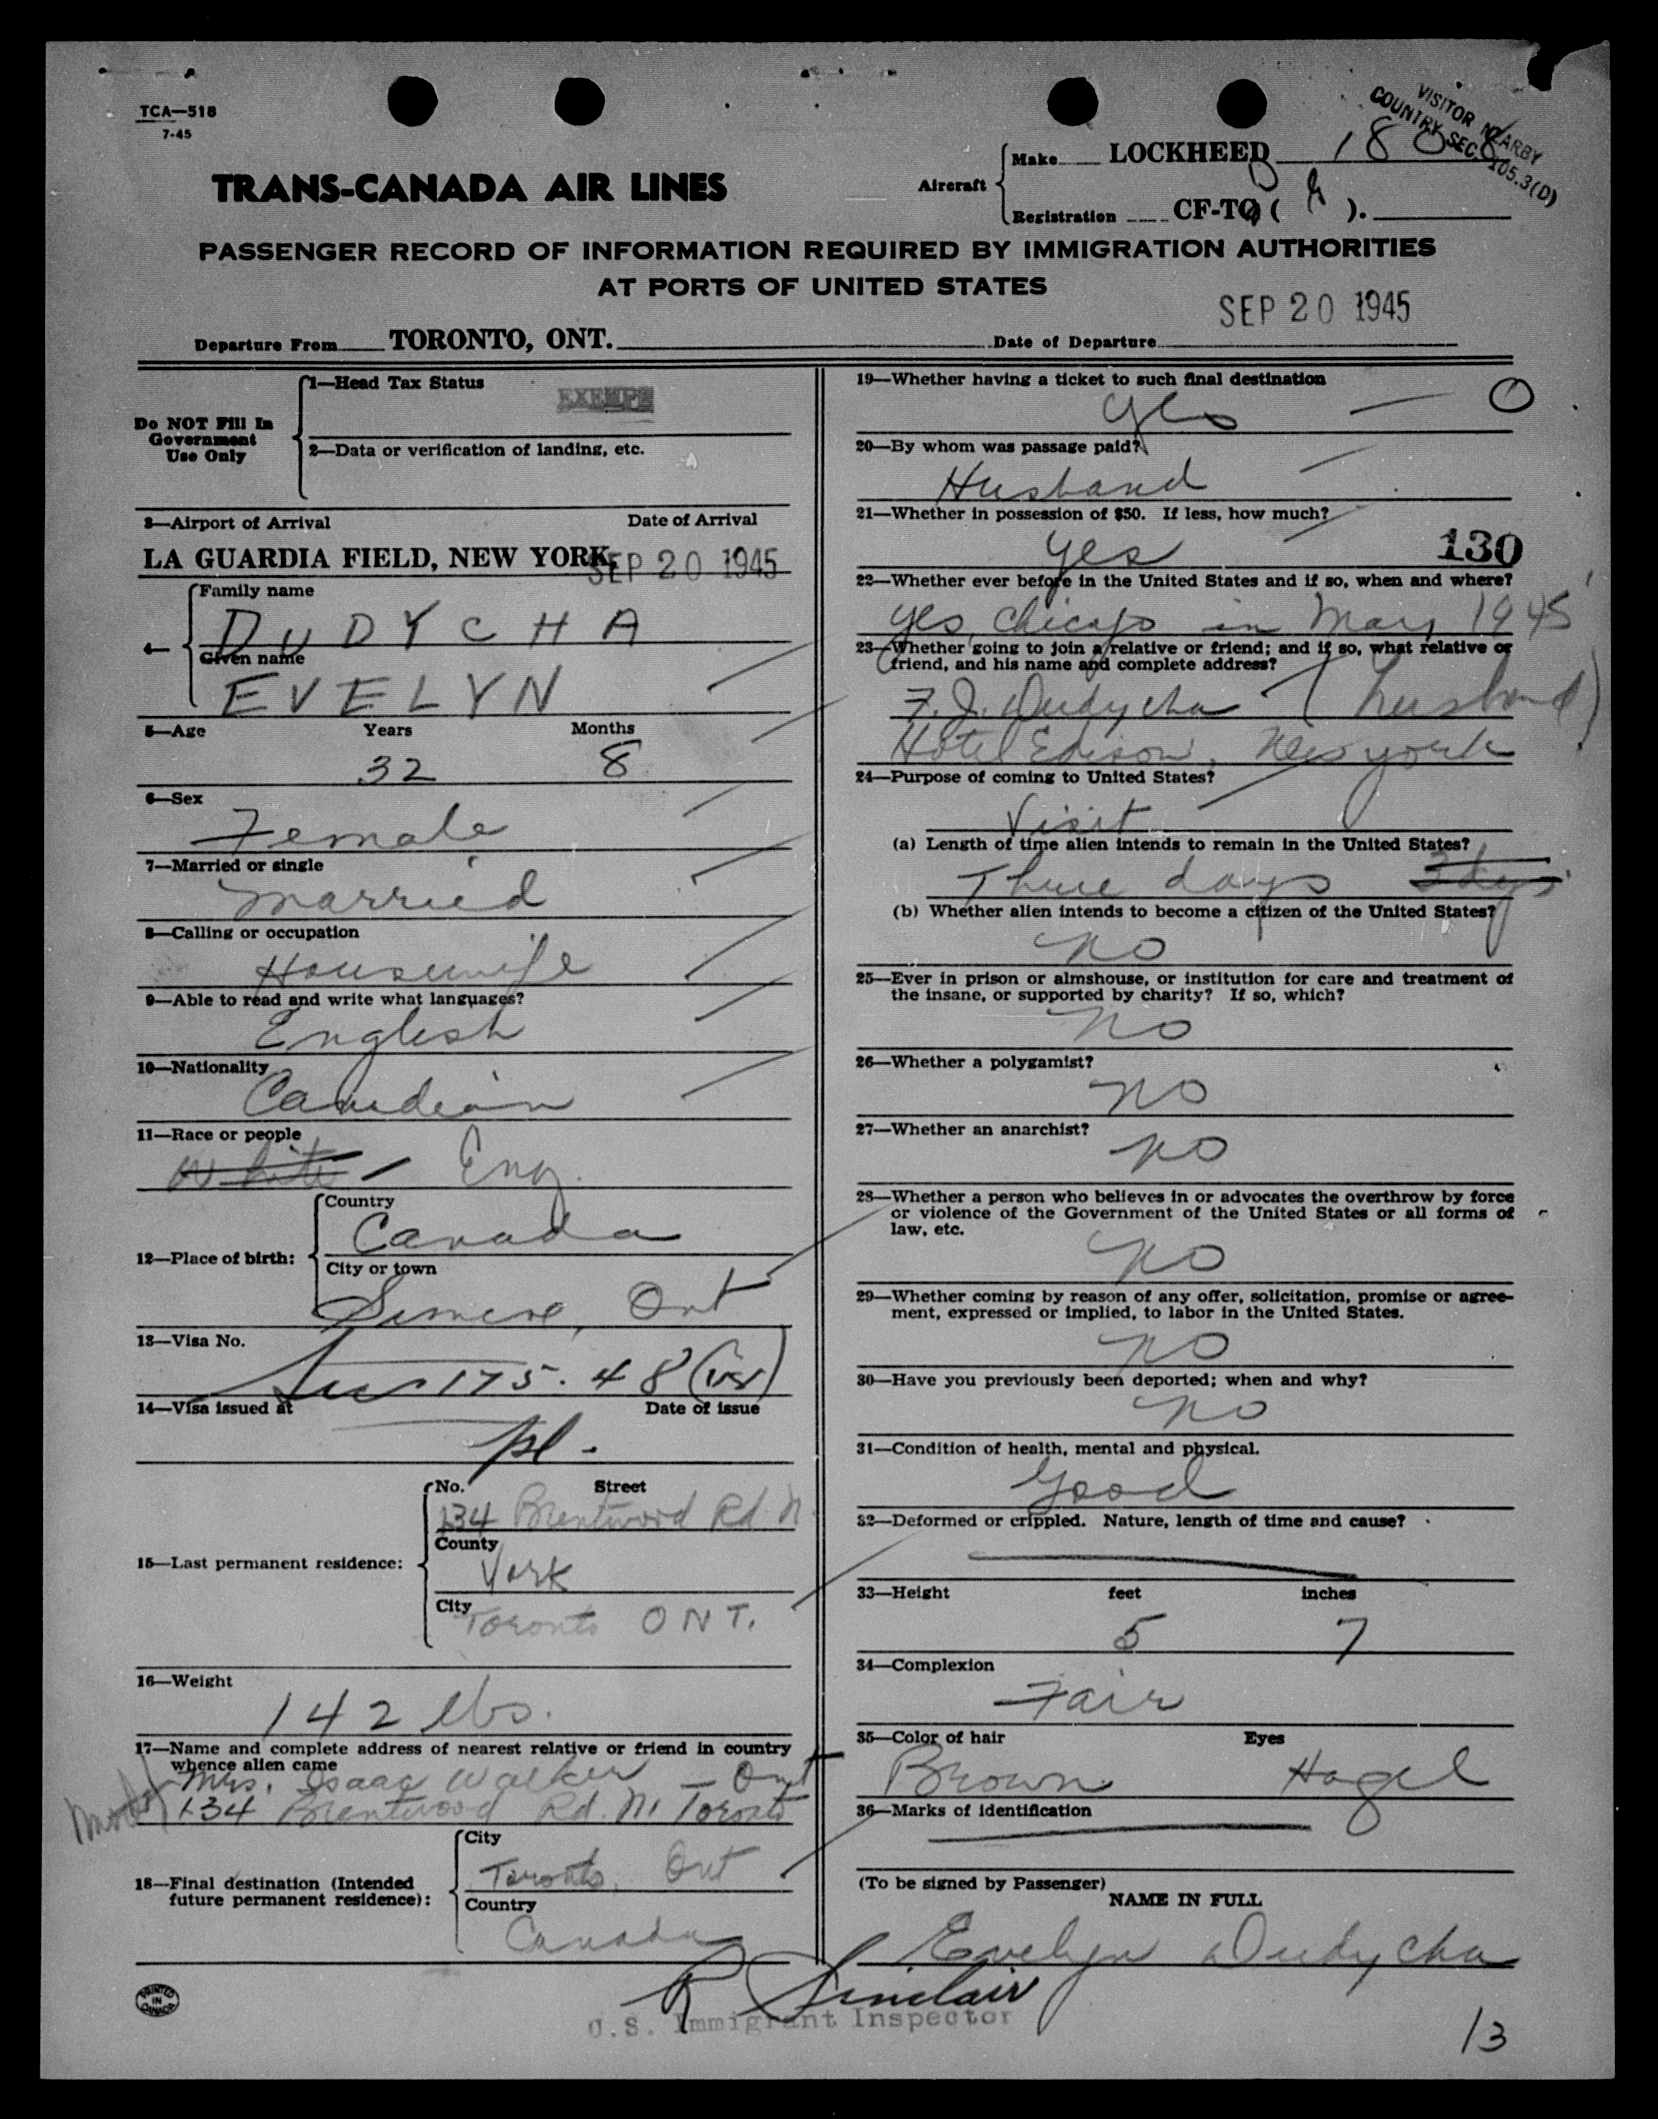 TCA—518
7-45
VISITOR NEARBY
COUNTRY SEC. 105.3(D)
TRANS-CANADA AIR LINES
Aircraft
Make LOCKHEED 18
Registration CF-T ( ).
PASSENGER RECORD OF INFORMATION REQUIRED BY IMMIGRATION AUTHORITIES
AT PORTS OF UNITED STATES
Departure From TORONTO, ONT. Date of Departure SEP 20 1945
Do NOT Fill In
Government
Use Only
1—Head Tax Status EXEMPT
2—Data or verification of landing, etc.
3—Airport of Arrival Date of Arrival
LA GUARDIA FIELD, NEW YORK, SEP 20 1945
4—
Family name
DUDYCHA
Given name
EVELYN
5—Age Years Months
32 8
6—Sex
Female
7—Married or single
Married
8—Calling or occupation
Housewife
9—Able to read and write what languages?
English
10—Nationality
Canadian
11—Race or people
White Eng.
12—Place of birth:
Country
Canada
City or town
Simcoe, Ont
13—Visa No.
Sec 175.48
14—Visa issued at Date of issue
15—Last permanent residence:
No. Street
134 Brentwood Rd. N.
County
York
City
Toronto ONT.
16—Weight
142 lbs.
17—Name and complete address of nearest relative or friend in country
whence alien came
Mrs. Isaac Walker - Ont
134 Brentwood Rd. N. Toronto
18—Final destination (Intended
future permanent residence):
City
Toronto, Ont
Country
Canada
PRINTED
IN
CANADA
19—Whether having a ticket to such final destination
Yes — 0
20—By whom was passage paid?
Husband
21—Whether in possession of $50. If less, how much?
Yes 130
22—Whether ever before in the United States and if so, when and where?
Yes, Chicago in May 1945
23—Whether going to join a relative or friend; and if so, what relative or
friend, and his name and complete address?
F. J. Dudycha (husband)
Hotel Edison, New York
24—Purpose of coming to United States?
Visit
(a) Length of time alien intends to remain in the United States?
Three days 3 dys
(b) Whether alien intends to become a citizen of the United States?
No
25—Ever in prison or almshouse, or institution for care and treatment of
the insane, or supported by charity? If so, which?
No
26—Whether a polygamist?
No
27—Whether an anarchist?
No
28—Whether a person who believes in or advocates the overthrow by force
or violence of the Government of the United States or all forms of
law, etc.
No
29—Whether coming by reason of any offer, solicitation, promise or agree-
ment, expressed or implied, to labor in the United States.
No
30—Have you previously been deported; when and why?
No
31—Condition of health, mental and physical.
Good
32—Deformed or crippled. Nature, length of time and cause?
33—Height feet inches
5 7
34—Complexion
Fair
35—Color of hair Eyes
Brown Hazel
36—Marks of identification
(To be signed by Passenger)
NAME IN FULL
Evelyn Dudycha
R Sinclair
U.S. Immigrant Inspector
13